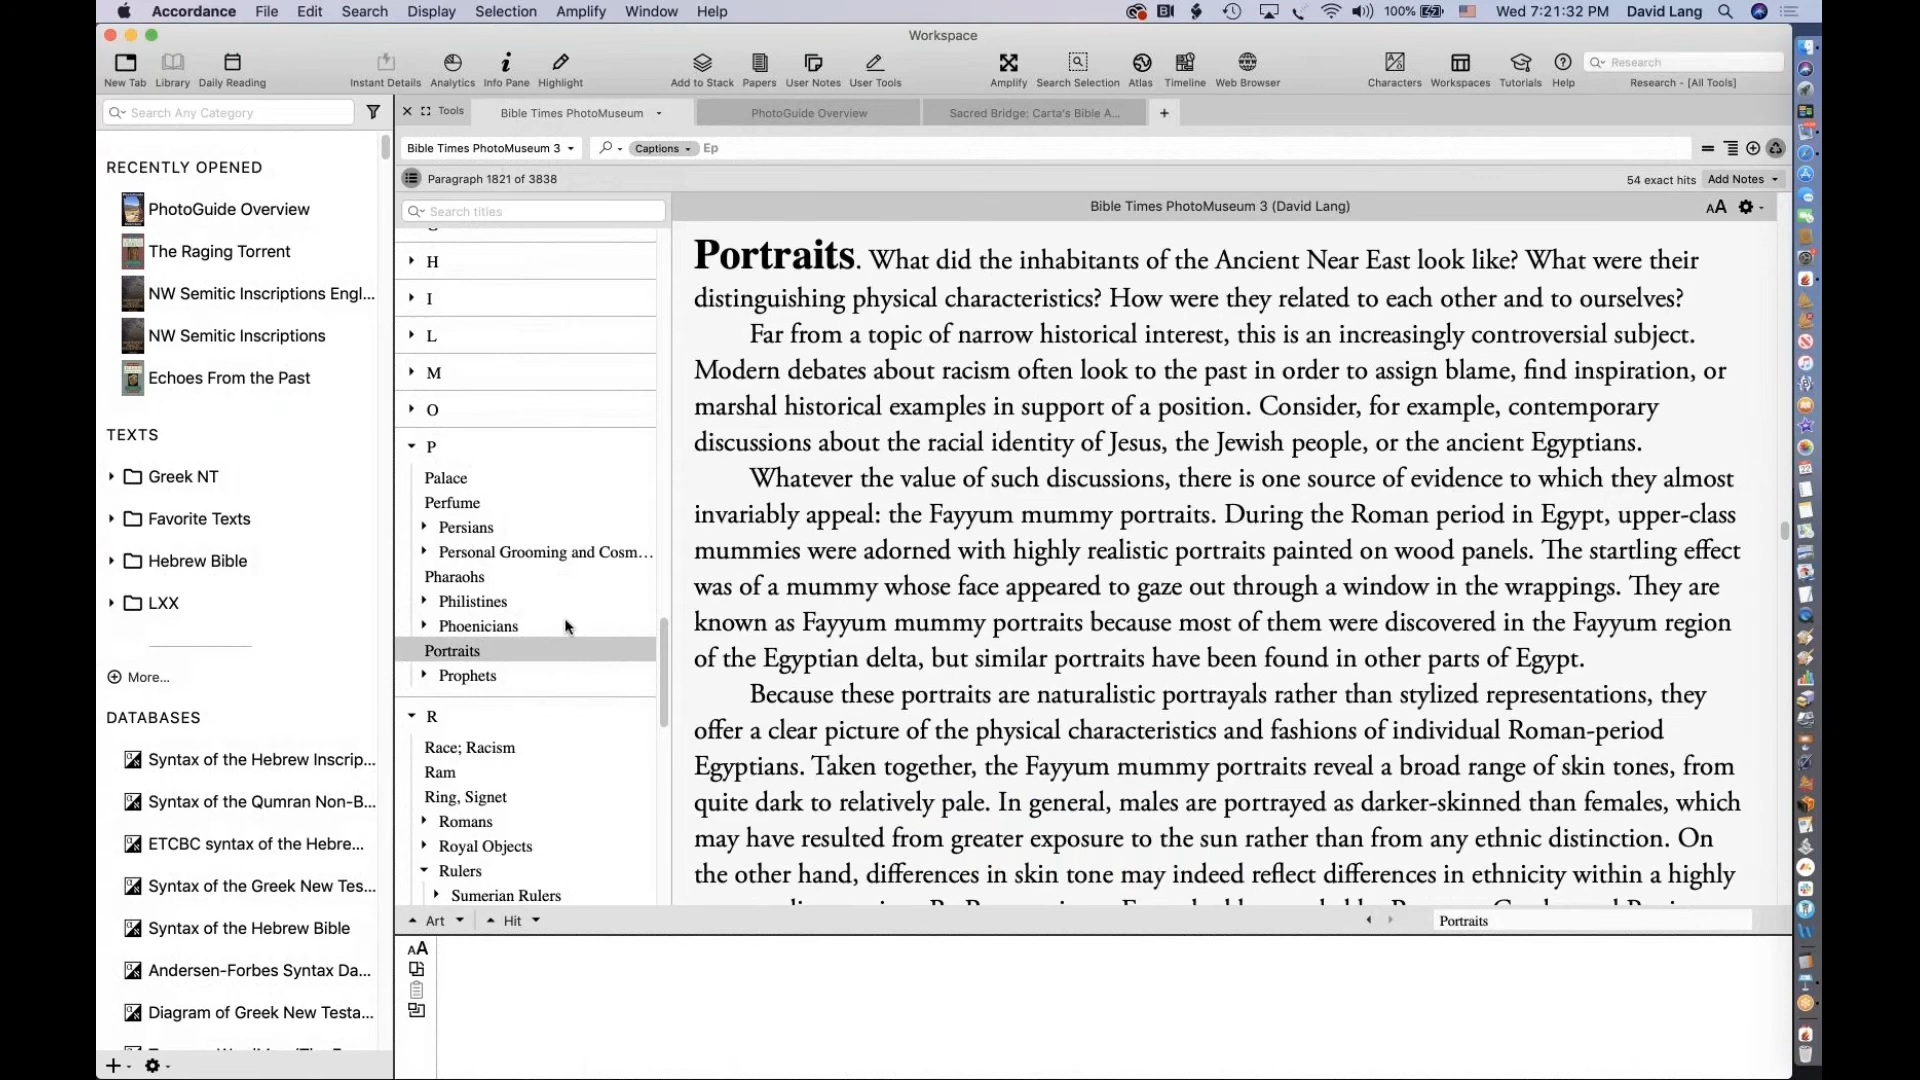 Accordance File Edit Search Display Selection Amplify Window Help 100% Wed 7:21:32 PM David Lang
Workspace
New Tab Library Daily Reading Instant Details Analytics Info Pane Highlight Add to Stack Papers User Notes User Tools Amplify Search Selection Atlas Timeline Web Browser Characters Workspaces Tutorials Help Research
Research - [All Tools]
Search Any Category
Tools Bible Times PhotoMuseum PhotoGuide Overview Sacred Bridge: Carta's Bible A...
Bible Times PhotoMuseum 3 Captions Ep
Paragraph 1821 of 3838 54 exact hits Add Notes
RECENTLY OPENED
PhotoGuide Overview
The Raging Torrent
NW Semitic Inscriptions Engl...
NW Semitic Inscriptions
Echoes From the Past
TEXTS
Greek NT
Favorite Texts
Hebrew Bible
LXX
More...
DATABASES
Syntax of the Hebrew Inscrip...
Syntax of the Qumran Non-B...
ETCBC syntax of the Hebre...
Syntax of the Greek New Tes...
Syntax of the Hebrew Bible
Andersen-Forbes Syntax Da...
Diagram of Greek New Testa...
Search titles
H
I
L
M
O
P
Palace
Perfume
Persians
Personal Grooming and Cosm...
Pharaohs
Philistines
Phoenicians
Portraits
Prophets
R
Race; Racism
Ram
Ring, Signet
Romans
Royal Objects
Rulers
Sumerian Rulers
Bible Times PhotoMuseum 3 (David Lang) AA
Portraits. What did the inhabitants of the Ancient Near East look like? What were their
distinguishing physical characteristics? How were they related to each other and to ourselves?
Far from a topic of narrow historical interest, this is an increasingly controversial subject.
Modern debates about racism often look to the past in order to assign blame, find inspiration, or
marshal historical examples in support of a position. Consider, for example, contemporary
discussions about the racial identity of Jesus, the Jewish people, or the ancient Egyptians.
Whatever the value of such discussions, there is one source of evidence to which they almost
invariably appeal: the Fayyum mummy portraits. During the Roman period in Egypt, upper-class
mummies were adorned with highly realistic portraits painted on wood panels. The startling effect
was of a mummy whose face appeared to gaze out through a window in the wrappings. They are
known as Fayyum mummy portraits because most of them were discovered in the Fayyum region
of the Egyptian delta, but similar portraits have been found in other parts of Egypt.
Because these portraits are naturalistic portrayals rather than stylized representations, they
offer a clear picture of the physical characteristics and fashions of individual Roman-period
Egyptians. Taken together, the Fayyum mummy portraits reveal a broad range of skin tones, from
quite dark to relatively pale. In general, males are portrayed as darker-skinned than females, which
may have resulted from greater exposure to the sun rather than from any ethnic distinction. On
the other hand, differences in skin tone may indeed reflect differences in ethnicity within a highly
Art Hit Portraits
AA